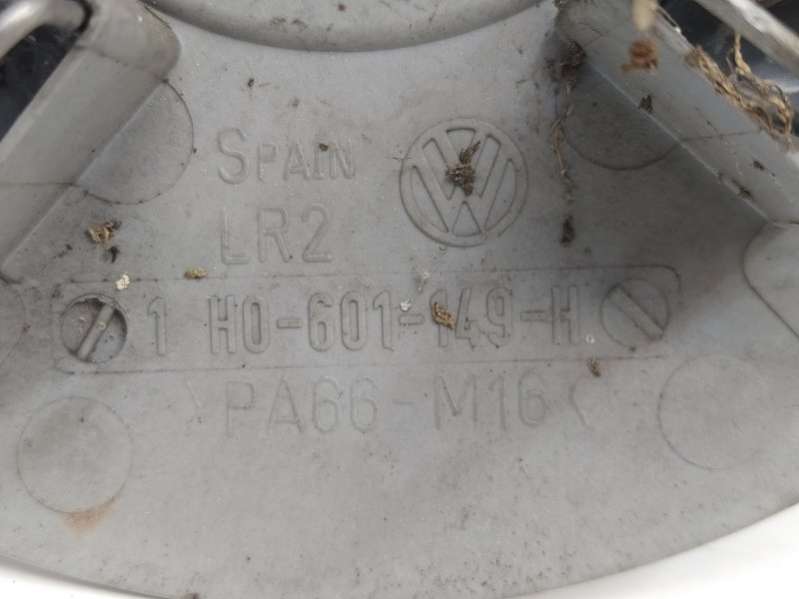 SPAIN
LR2
1 H0-601-149-H
>PA66-M16<